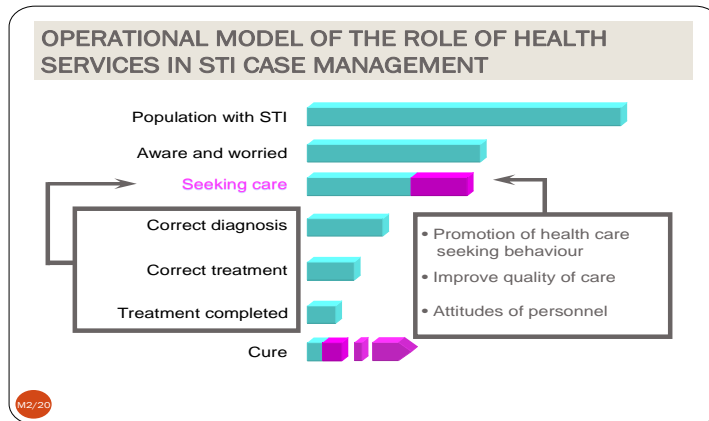 OPERATIONAL MODEL OF THE ROLE OF HEALTH
SERVICES IN STI CASE MANAGEMENT
Population with STI
Aware and worried
Seeking care
Correct diagnosis
Correct treatment
Treatment completed
Cure
• Promotion of health care
seeking behaviour
• Improve quality of care
• Attitudes of personnel
M2/20